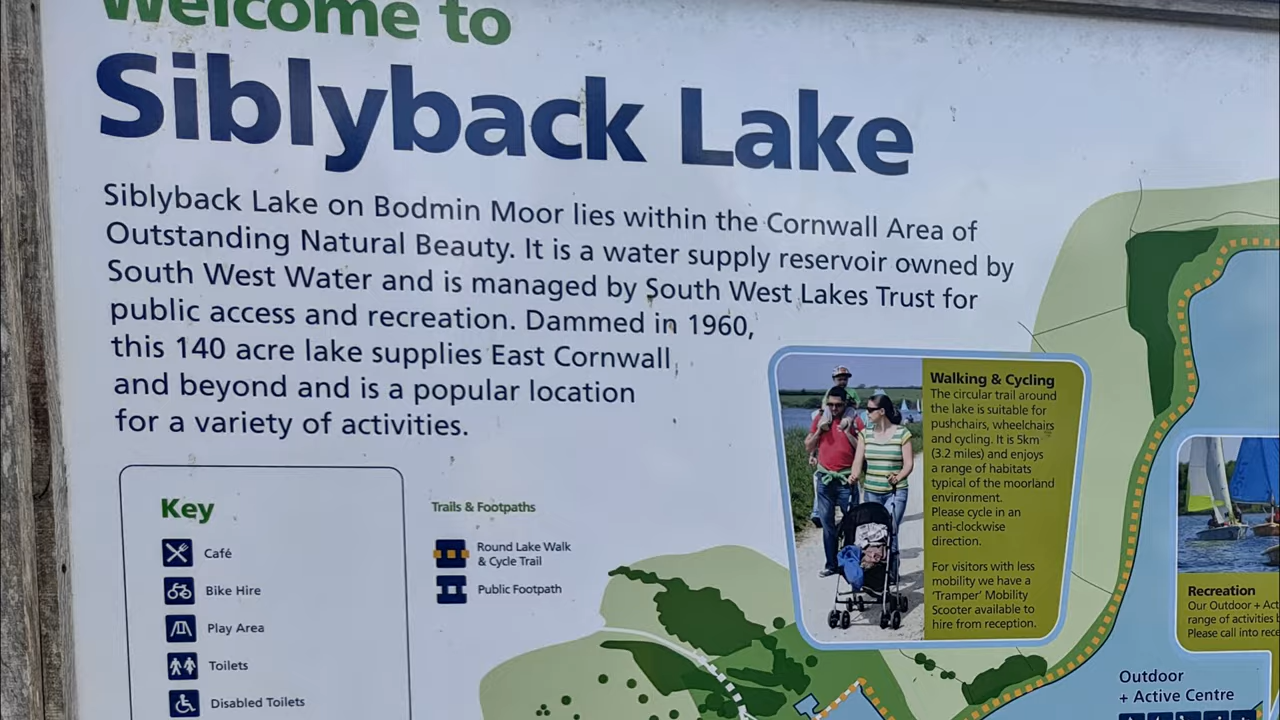 Welcome to
Siblyback Lake
Siblyback Lake on Bodmin Moor lies within the Cornwall Area of
Outstanding Natural Beauty. It is a water supply reservoir owned by
South West Water and is managed by South West Lakes Trust for
public access and recreation. Dammed in 1960,
this 140 acre lake supplies East Cornwall
and beyond and is a popular location
for a variety of activities.
Key
Café
Bike Hire
Play Area
Toilets
Disabled Toilets
Trails & Footpaths
Round Lake Walk
& Cycle Trail
Public Footpath
Walking & Cycling
The circular trail around
the lake is suitable for
pushchairs, wheelchairs
and cycling. It is 5km
(3.2 miles) and enjoys
a range of habitats
typical of the moorland
environment.
Please cycle in an
anti-clockwise
direction.
For visitors with less
mobility we have a
'Tramper' Mobility
Scooter available to
hire from reception.
Recreation
Our Outdoor + Act
range of activities
Please call into rec
Outdoor
+ Active Centre